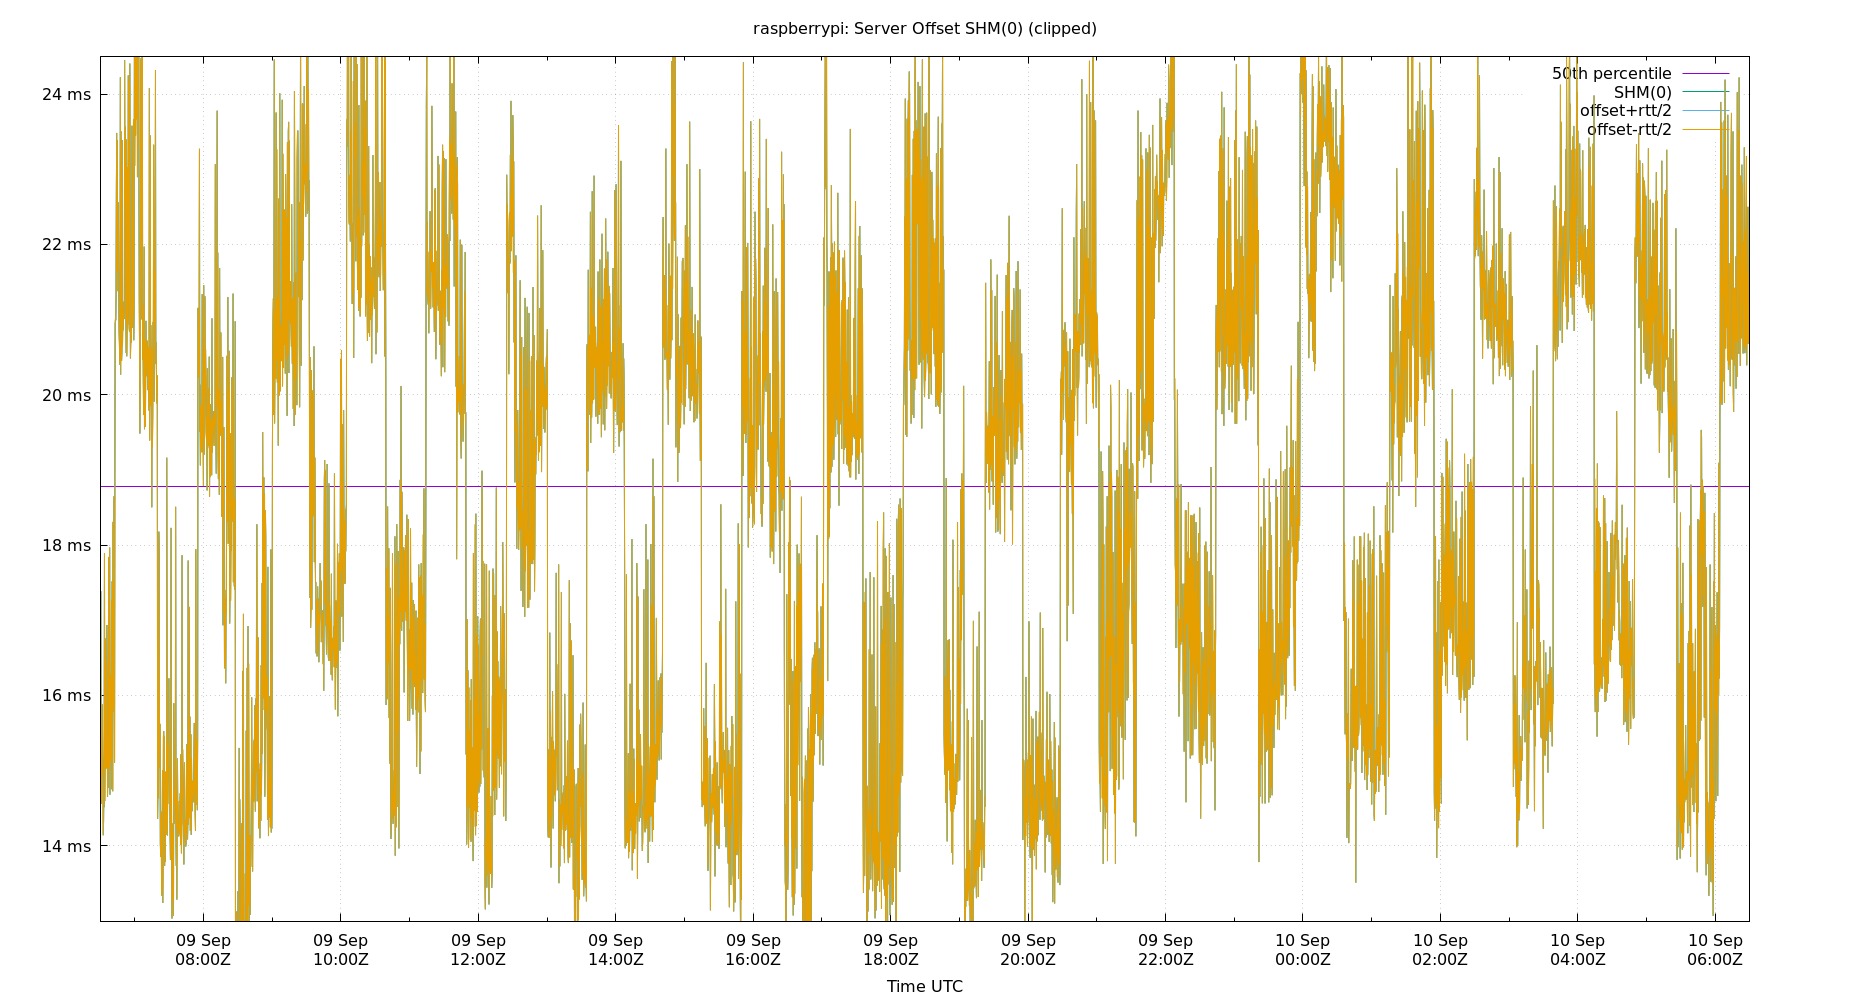 raspberrypi: Server Offset SHM(0) (clipped)
50th percentile
SHM(0)
offset+rtt/2
offset-rtt/2
24 ms
22 ms
20 ms
18 ms
16 ms
14 ms
09 Sep 09 Sep 09 Sep 09 Sep 09 Sep 09 Sep 09 Sep 09 Sep 10 Sep 10 Sep 10 Sep 10 Sep
08:00Z 10:00Z 12:00Z 14:00Z 16:00Z 18:00Z 20:00Z 22:00Z 00:00Z 02:00Z 04:00Z 06:00Z
Time UTC